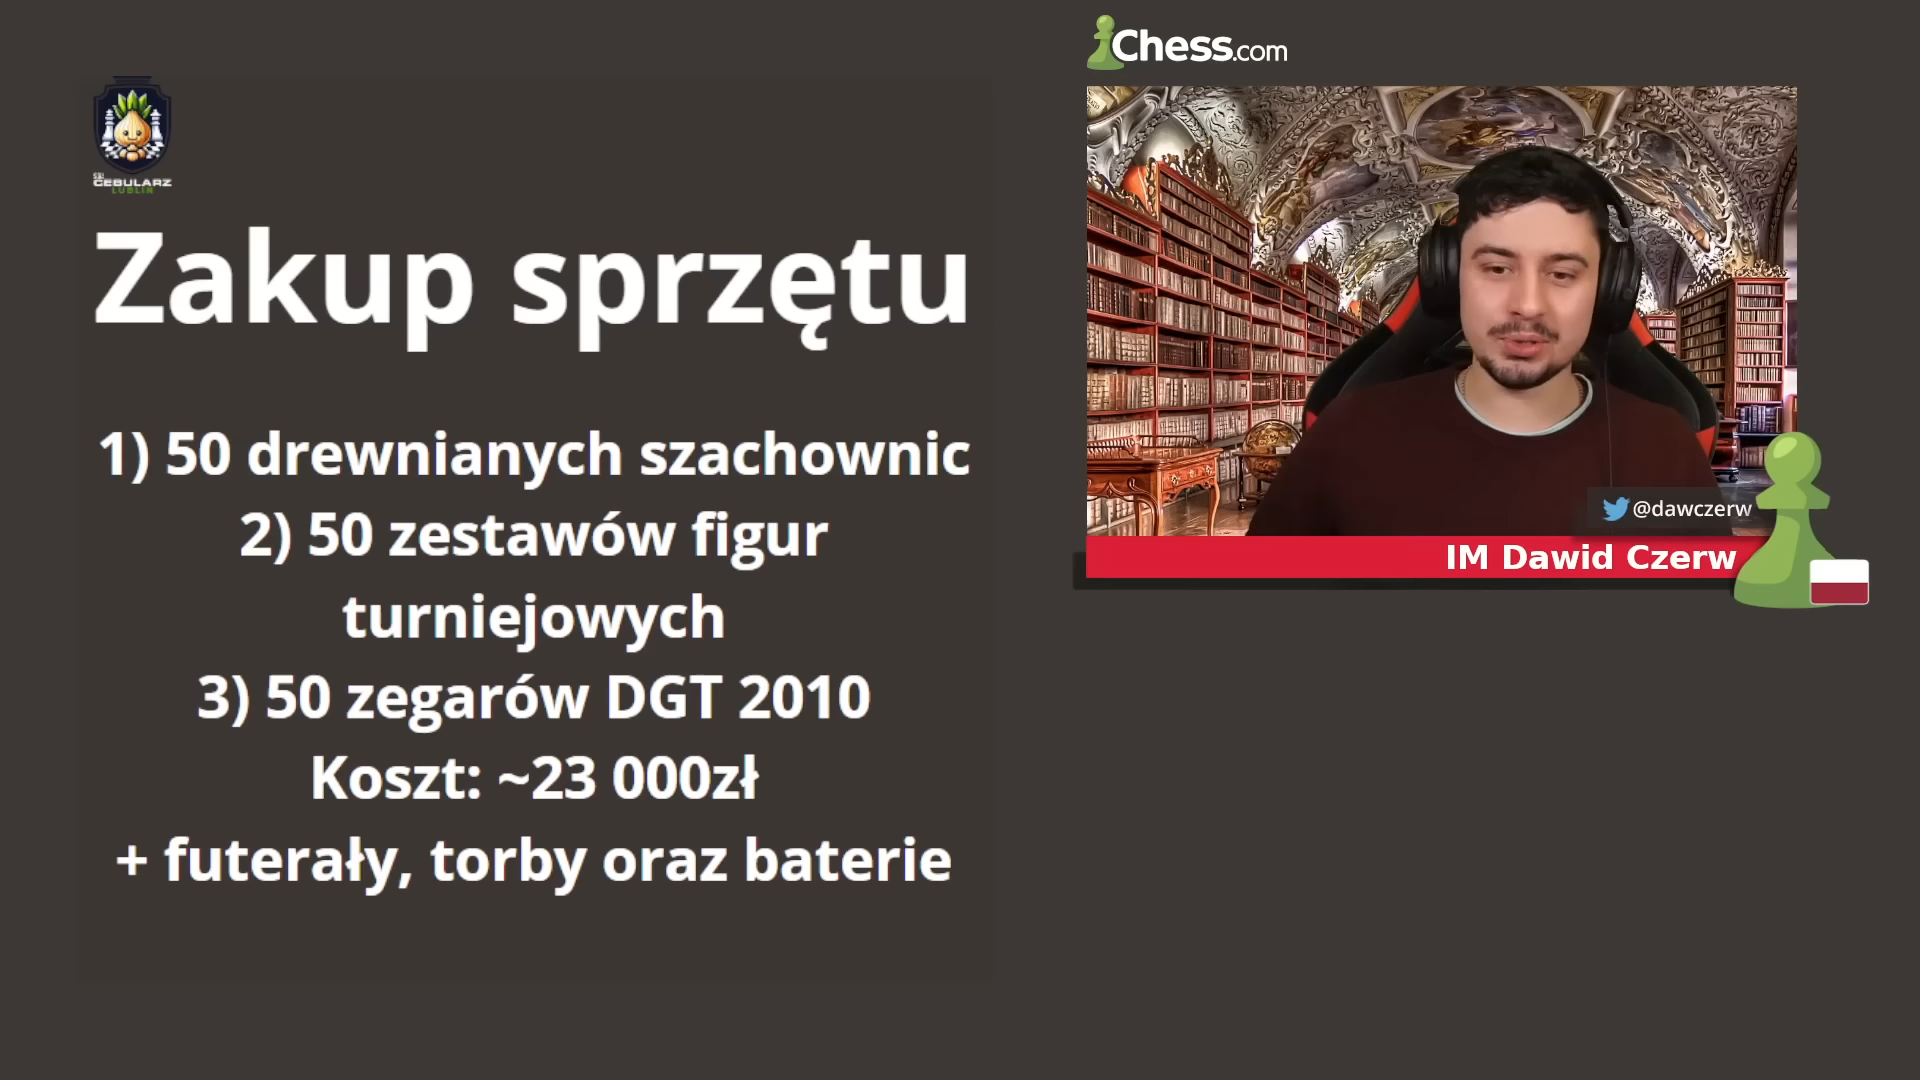 CEBULARZ
LUBLIN
Zakup sprzętu
1) 50 drewnianych szachownic
2) 50 zestawów figur
turniejowych
3) 50 zegarów DGT 2010
Koszt: ~23 000zł
+ futerały, torby oraz baterie
Chess.com
@dawczerw
IM Dawid Czerw